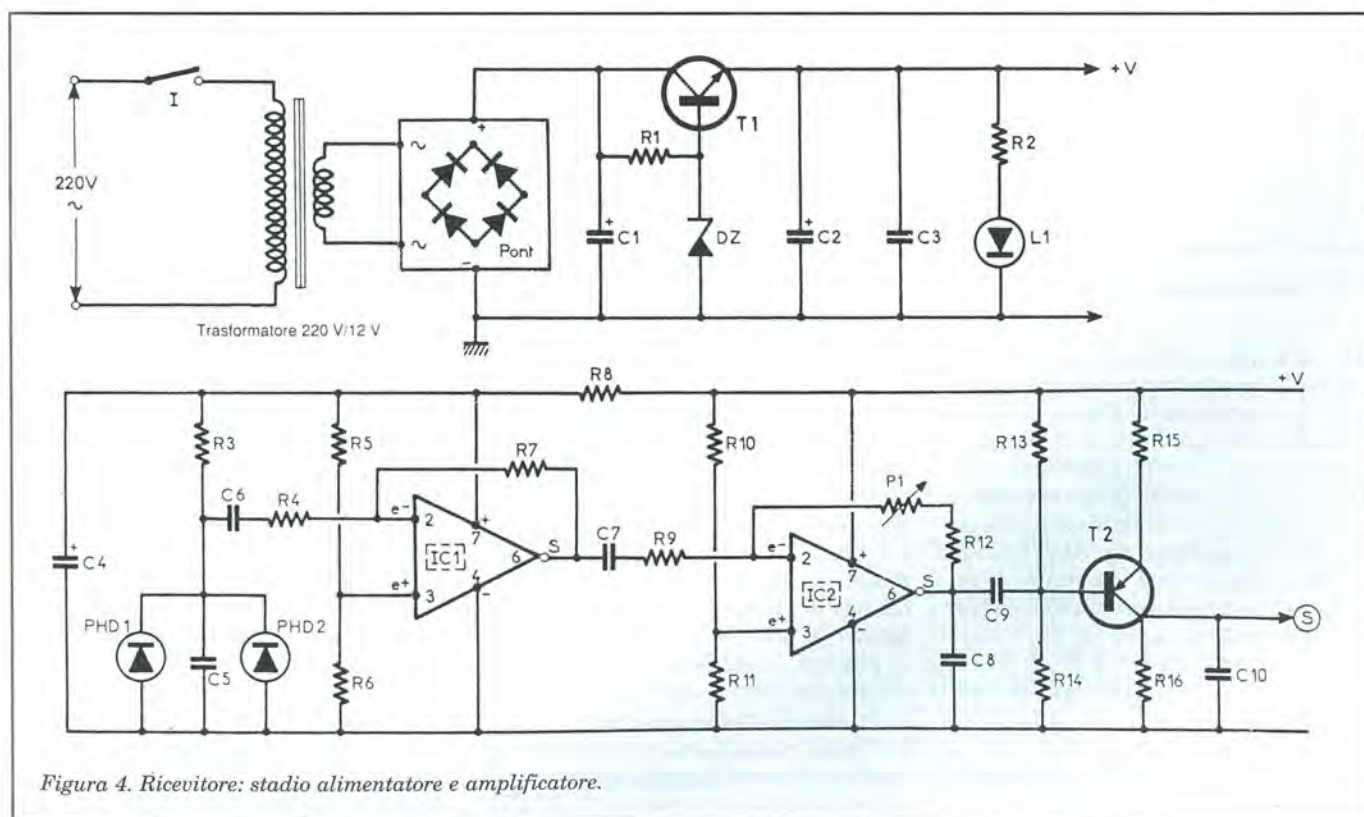 I
220V
~
Trasformatore 220 V/12 V
+
~
~
-
Pont
+
C1
R1
T1
DZ
+
C2
C3
R2
L1
+V
R8
+V
+
C4
R3
C6
R4
PHD1
C5
PHD2
R5
R6
R7
e-
2
e+
3
IC1
+
7
4
-
6
S
C7
R9
R10
R11
P1
R12
e-
2
e+
3
IC2
+
7
4
-
6
S
C9
C8
R13
R14
T2
R15
R16
C10
S
Figura 4. Ricevitore: stadio alimentatore e amplificatore.